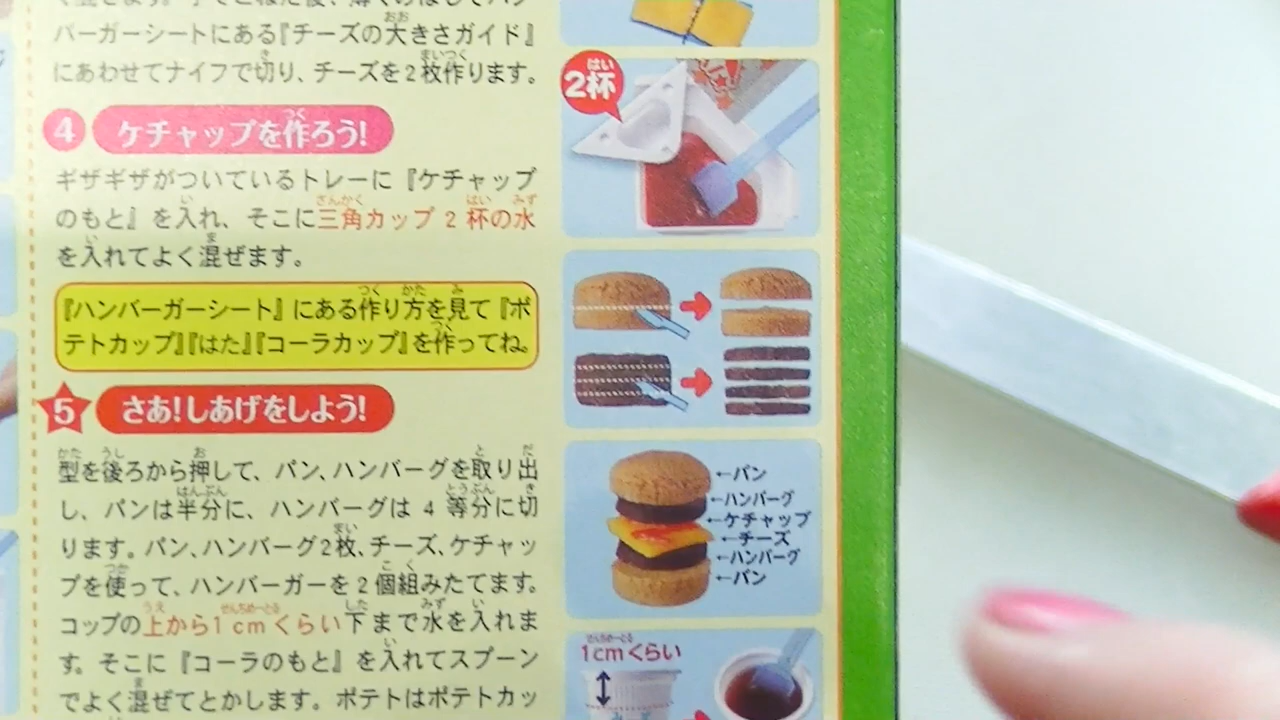 バーガーシートにある『チーズの大きさガイド』
にあわせてナイフで切り、チーズを2枚作ります。
2杯
4 ケチャップを作ろう!
ギザギザがついているトレーに『ケチャップ
のもと』を入れ、そこに三角カップ 2 杯の水
を入れてよく混ぜます。
『ハンバーガーシート』にある作り方を見て『ポ
テトカップ』『はた』『コーラカップ』を作ってね。
5 さあ!しあげをしよう!
型を後ろから押して、パン、ハンバーグを取り出
し、パンは半分に、ハンバーグは 4 等分に切
ります。パン、ハンバーグ2枚、チーズ、ケチャッ
プを使って、ハンバーガーを 2 個組みたてます。
コップの上から1cmくらい下まで水を入れま
す。そこに『コーラのもと』を入れてスプーン
でよく混ぜてとかします。ポテトはポテトカッ
←パン
←ハンバーグ
←ケチャップ
←チーズ
←ハンバーグ
←パン
1cmくらい